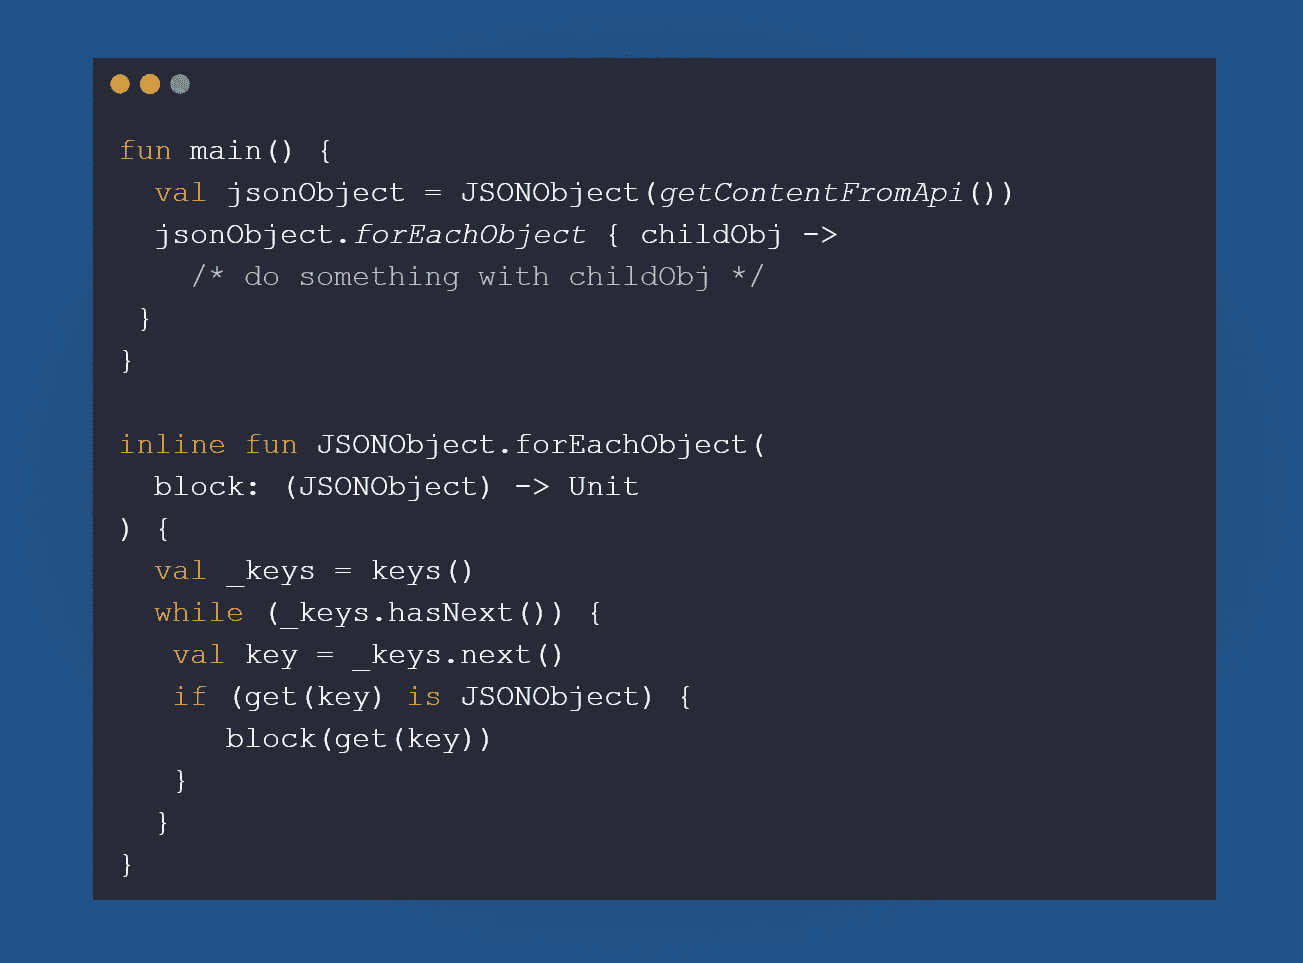 fun main() {
  val jsonObject = JSONObject(getContentFromApi())
  jsonObject.forEachObject { childObj ->
    /* do something with childObj */
 }
}

inline fun JSONObject.forEachObject(
  block: (JSONObject) -> Unit
) {
  val _keys = keys()
  while (_keys.hasNext()) {
   val key = _keys.next()
   if (get(key) is JSONObject) {
      block(get(key))
   }
  }
}